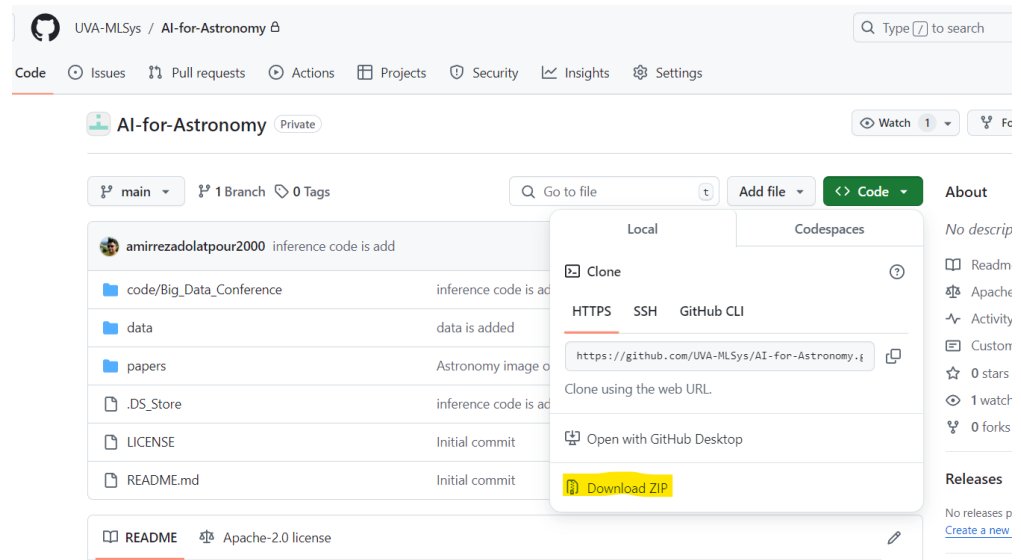 UVA-MLSys / AI-for-Astronomy
Type / to search
Code Issues Pull requests Actions Projects Security Insights Settings
AI-for-Astronomy Private
Watch 1
main 1 Branch 0 Tags
Go to file t
Add file
Code
About
Local Codespaces
No descrip
amirrezadolatpour2000 inference code is add
Clone
Readm
code/Big_Data_Conference inference code is ad
Apache
HTTPS SSH GitHub CLI
Activity
data data is added
Custom
https://github.com/UVA-MLSys/AI-for-Astronomy.g
papers Astronomy image o
0 stars
Clone using the web URL.
.DS_Store inference code is ad
1 watch
0 forks
LICENSE Initial commit
Open with GitHub Desktop
README.md Initial commit
Releases
Download ZIP
No releases p
Create a new
README Apache-2.0 license